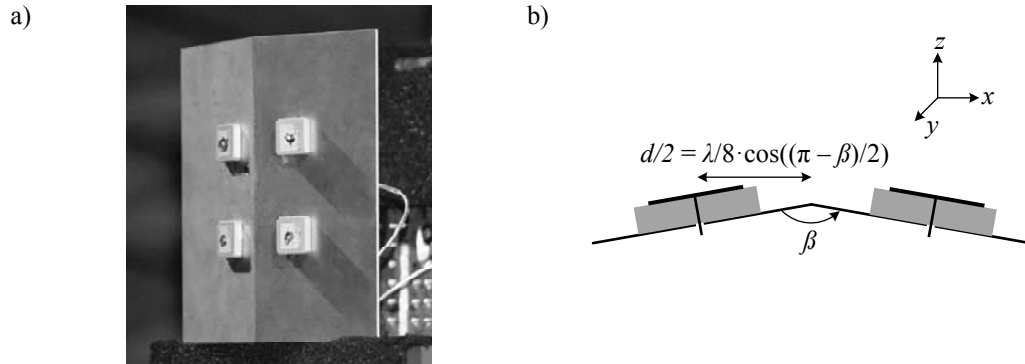 a)
b)
z
x
y
d/2 = λ/8·cos((π – β)/2)
β